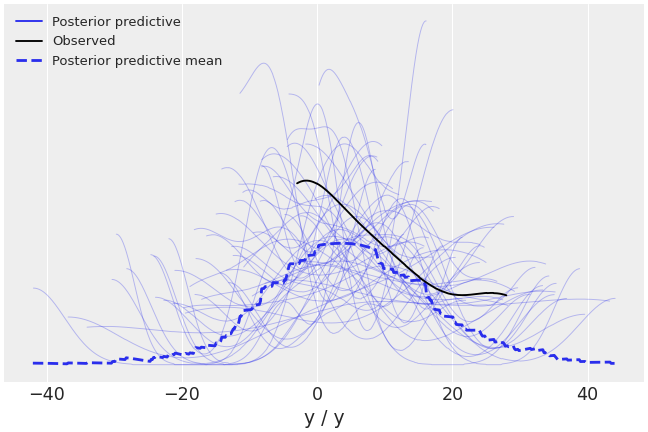 Posterior predictive
Observed
Posterior predictive mean
−40 −20 0 20 40
y / y